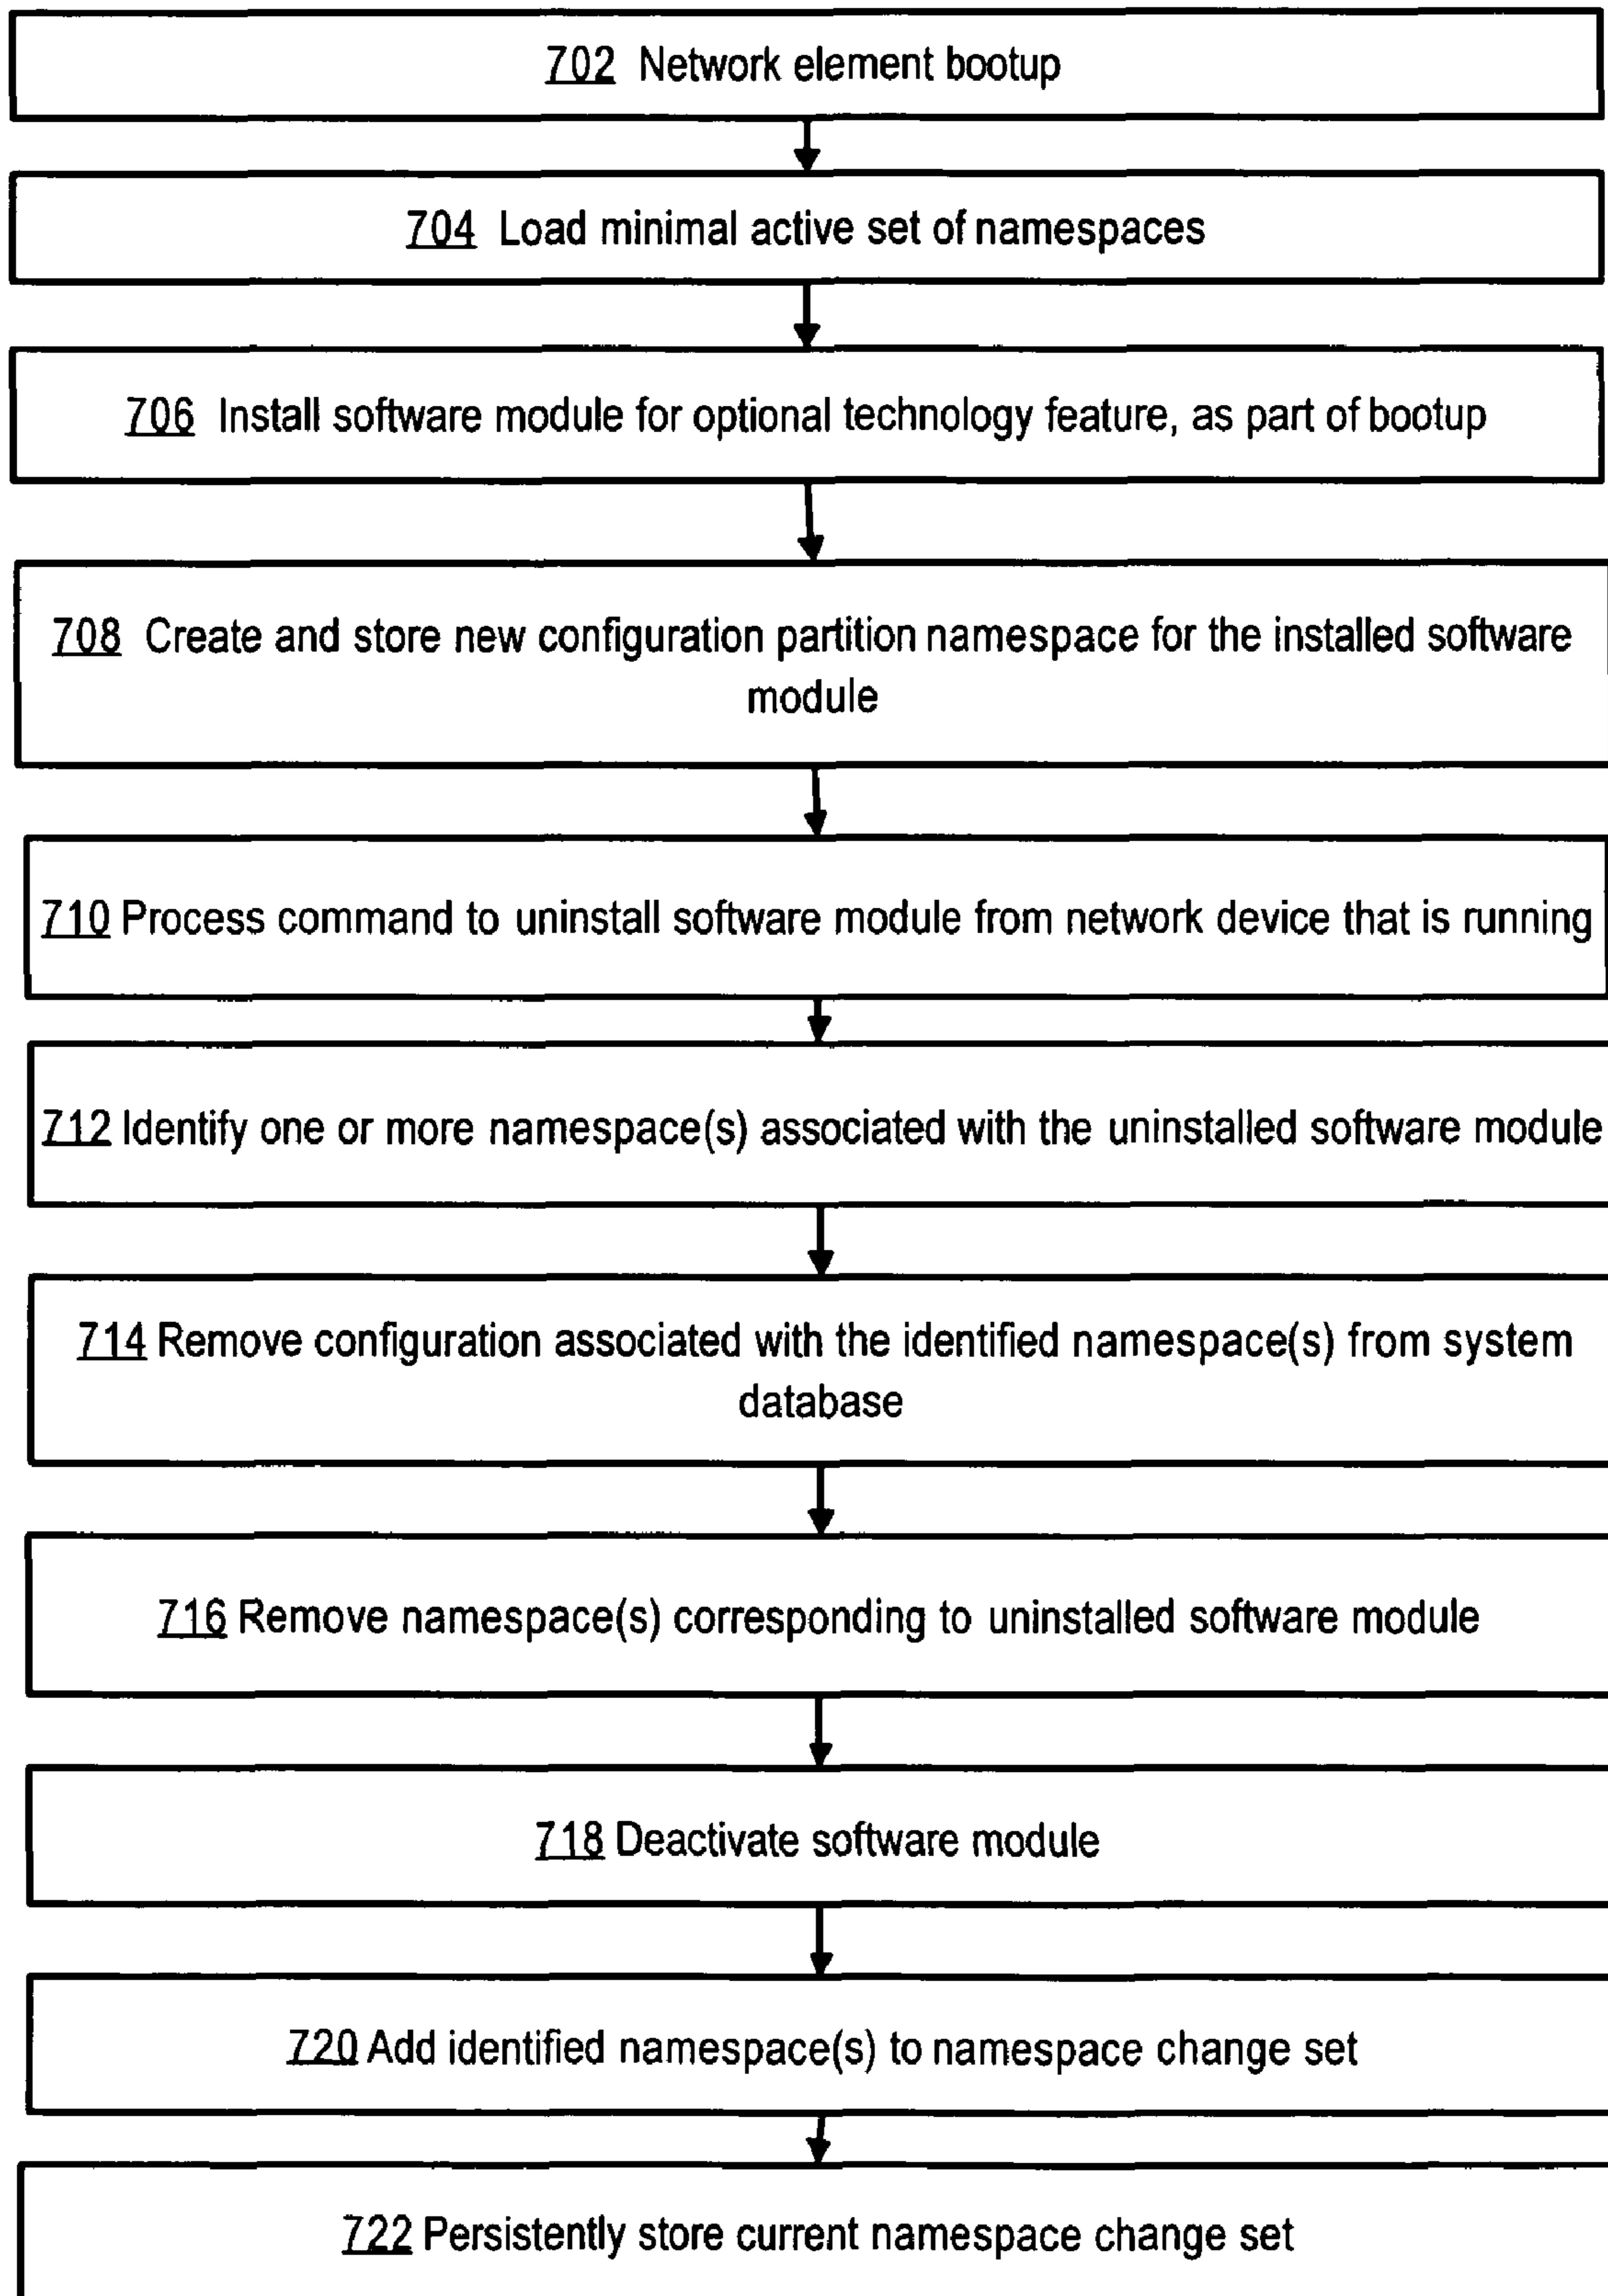 702 Network element bootup
704 Load minimal active set of namespaces
706 Install software module for optional technology feature, as part of bootup
708 Create and store new configuration partition namespace for the installed software
module
710 Process command to uninstall software module from network device that is running
712 Identify one or more namespace(s) associated with the uninstalled software module
714 Remove configuration associated with the identified namespace(s) from system
database
716 Remove namespace(s) corresponding to uninstalled software module
718 Deactivate software module
720 Add identified namespace(s) to namespace change set
722 Persistently store current namespace change set